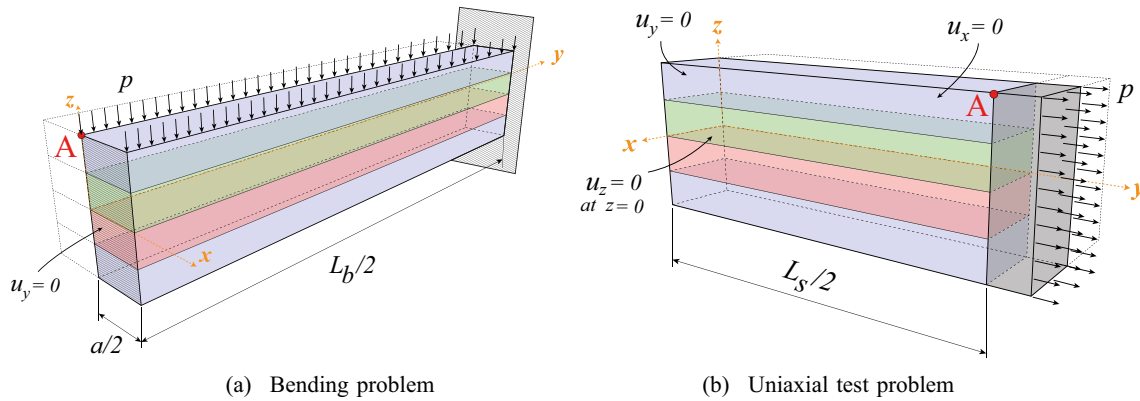 p
z
y
A
x
u_y = 0
L_b/2
a/2
(a) Bending problem
u_y = 0
z
u_x = 0
A
p
x
y
u_z = 0
at z = 0
L_s/2
(b) Uniaxial test problem